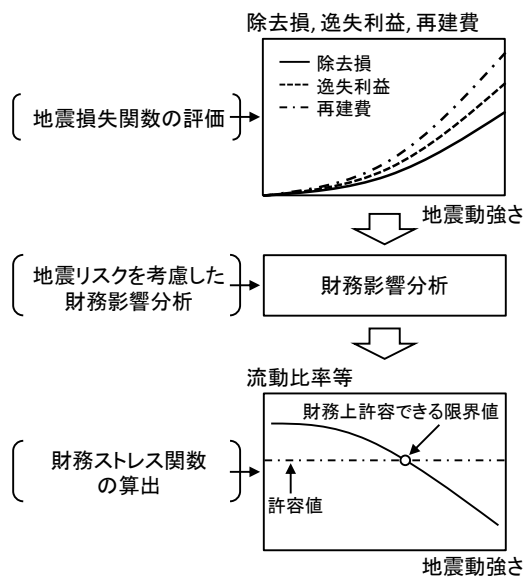 除去損, 逸失利益, 再建費
除去損
逸失利益
再建費
地震損失関数の評価
地震動強さ
地震リスクを考慮した
財務影響分析
財務影響分析
流動比率等
財務上許容できる限界値
財務ストレス関数
の算出
許容値
地震動強さ